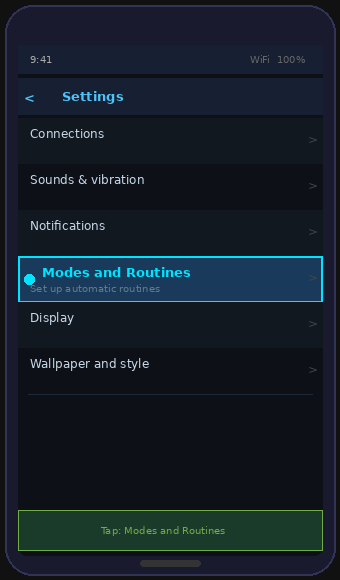 9:41 WiFi 100%
< Settings
Connections >
Sounds & vibration >
Notifications >
Modes and Routines >
Set up automatic routines
Display >
Wallpaper and style >
Tap: Modes and Routines